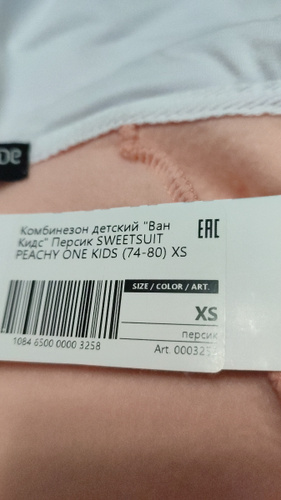 Комбинезон детский "Ван
Кидс" Персик SWEETSUIT
PEACHY ONE KIDS (74-80) XS
EAC
SIZE / COLOR / ART.
XS
персик
1084 6500 0000 3258